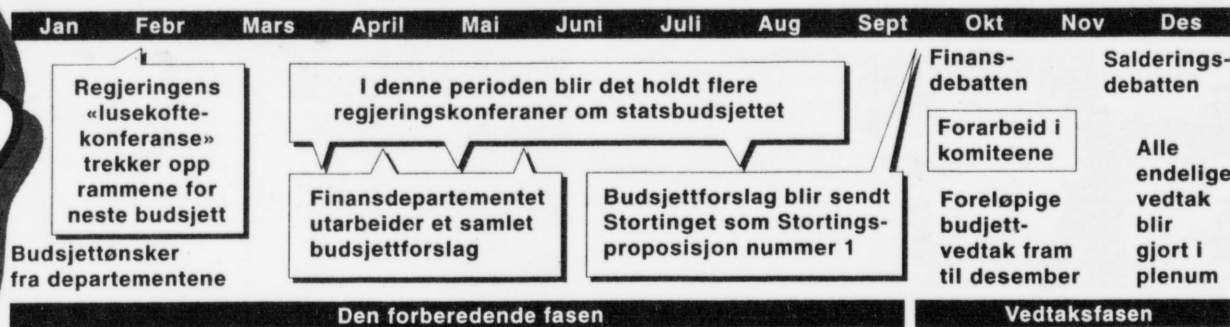 Jan Febr Mars April Mai Juni Juli Aug Sept Okt Nov Des
Regjeringens
«lusekofte-
konferanse»
trekker opp
rammene for
neste budsjett
Budsjettønsker
fra departementene
I denne perioden blir det holdt flere
regjeringskonferaner om statsbudsjettet
Finansdepartementet
utarbeider et samlet
budsjettforslag
Budsjettforslag blir sendt
Stortinget som Stortings-
proposisjon nummer 1
Finans-
debatten
Forarbeid i
komiteene
Foreløpige
budjett-
vedtak fram
til desember
Salderings-
debatten
Alle
endelige
vedtak
blir
gjort i
plenum
Den forberedende fasen
Vedtaksfasen